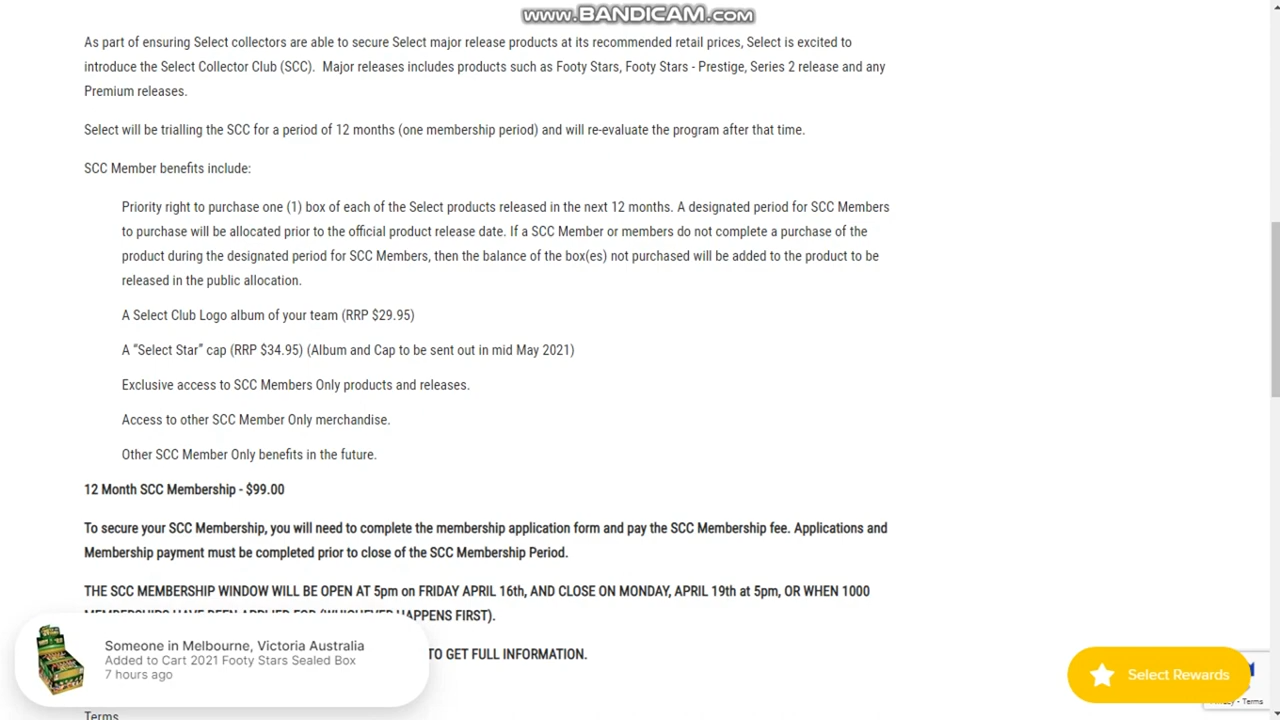 www.BANDICAM.com
As part of ensuring Select collectors are able to secure Select major release products at its recommended retail prices, Select is excited to
introduce the Select Collector Club (SCC). Major releases includes products such as Footy Stars, Footy Stars - Prestige, Series 2 release and any
Premium releases.
Select will be trialling the SCC for a period of 12 months (one membership period) and will re-evaluate the program after that time.
SCC Member benefits include:
Priority right to purchase one (1) box of each of the Select products released in the next 12 months. A designated period for SCC Members
to purchase will be allocated prior to the official product release date. If a SCC Member or members do not complete a purchase of the
product during the designated period for SCC Members, then the balance of the box(es) not purchased will be added to the product to be
released in the public allocation.
A Select Club Logo album of your team (RRP $29.95)
A “Select Star” cap (RRP $34.95) (Album and Cap to be sent out in mid May 2021)
Exclusive access to SCC Members Only products and releases.
Access to other SCC Member Only merchandise.
Other SCC Member Only benefits in the future.
12 Month SCC Membership - $99.00
To secure your SCC Membership, you will need to complete the membership application form and pay the SCC Membership fee. Applications and
Membership payment must be completed prior to close of the SCC Membership Period.
THE SCC MEMBERSHIP WINDOW WILL BE OPEN AT 5pm on FRIDAY APRIL 16th, AND CLOSE ON MONDAY, APRIL 19th at 5pm, OR WHEN 1000
MEMBERSHIPS HAVE BEEN APPLIED FOR (WHICHEVER HAPPENS FIRST).
TO GET FULL INFORMATION.
Someone in Melbourne, Victoria Australia
Added to Cart 2021 Footy Stars Sealed Box
7 hours ago
Select Rewards
Privacy - Terms
Terms